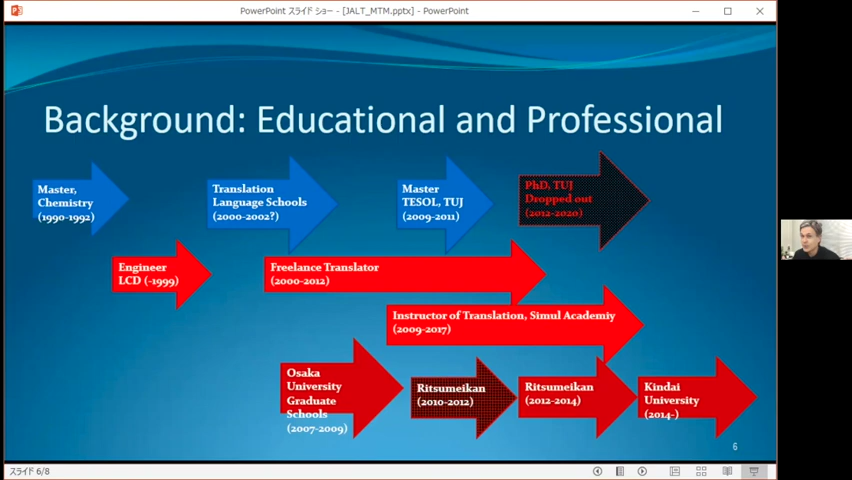 PowerPoint スライド ショー - [JALT_MTM.pptx] - PowerPoint
Background: Educational and Professional
Master,
Chemistry
(1990-1992)
Translation
Language Schools
(2000-2002?)
Master
TESOL, TUJ
(2009-2011)
PhD, TUJ
Dropped out
(2012-2020)
Engineer
LCD (-1999)
Freelance Translator
(2000-2012)
Instructor of Translation, Simul Academiy
(2009-2017)
Osaka
University
Graduate
Schools
(2007-2009)
Ritsumeikan
(2010-2012)
Ritsumeikan
(2012-2014)
Kindai
University
(2014-)
6
スライド 6/8